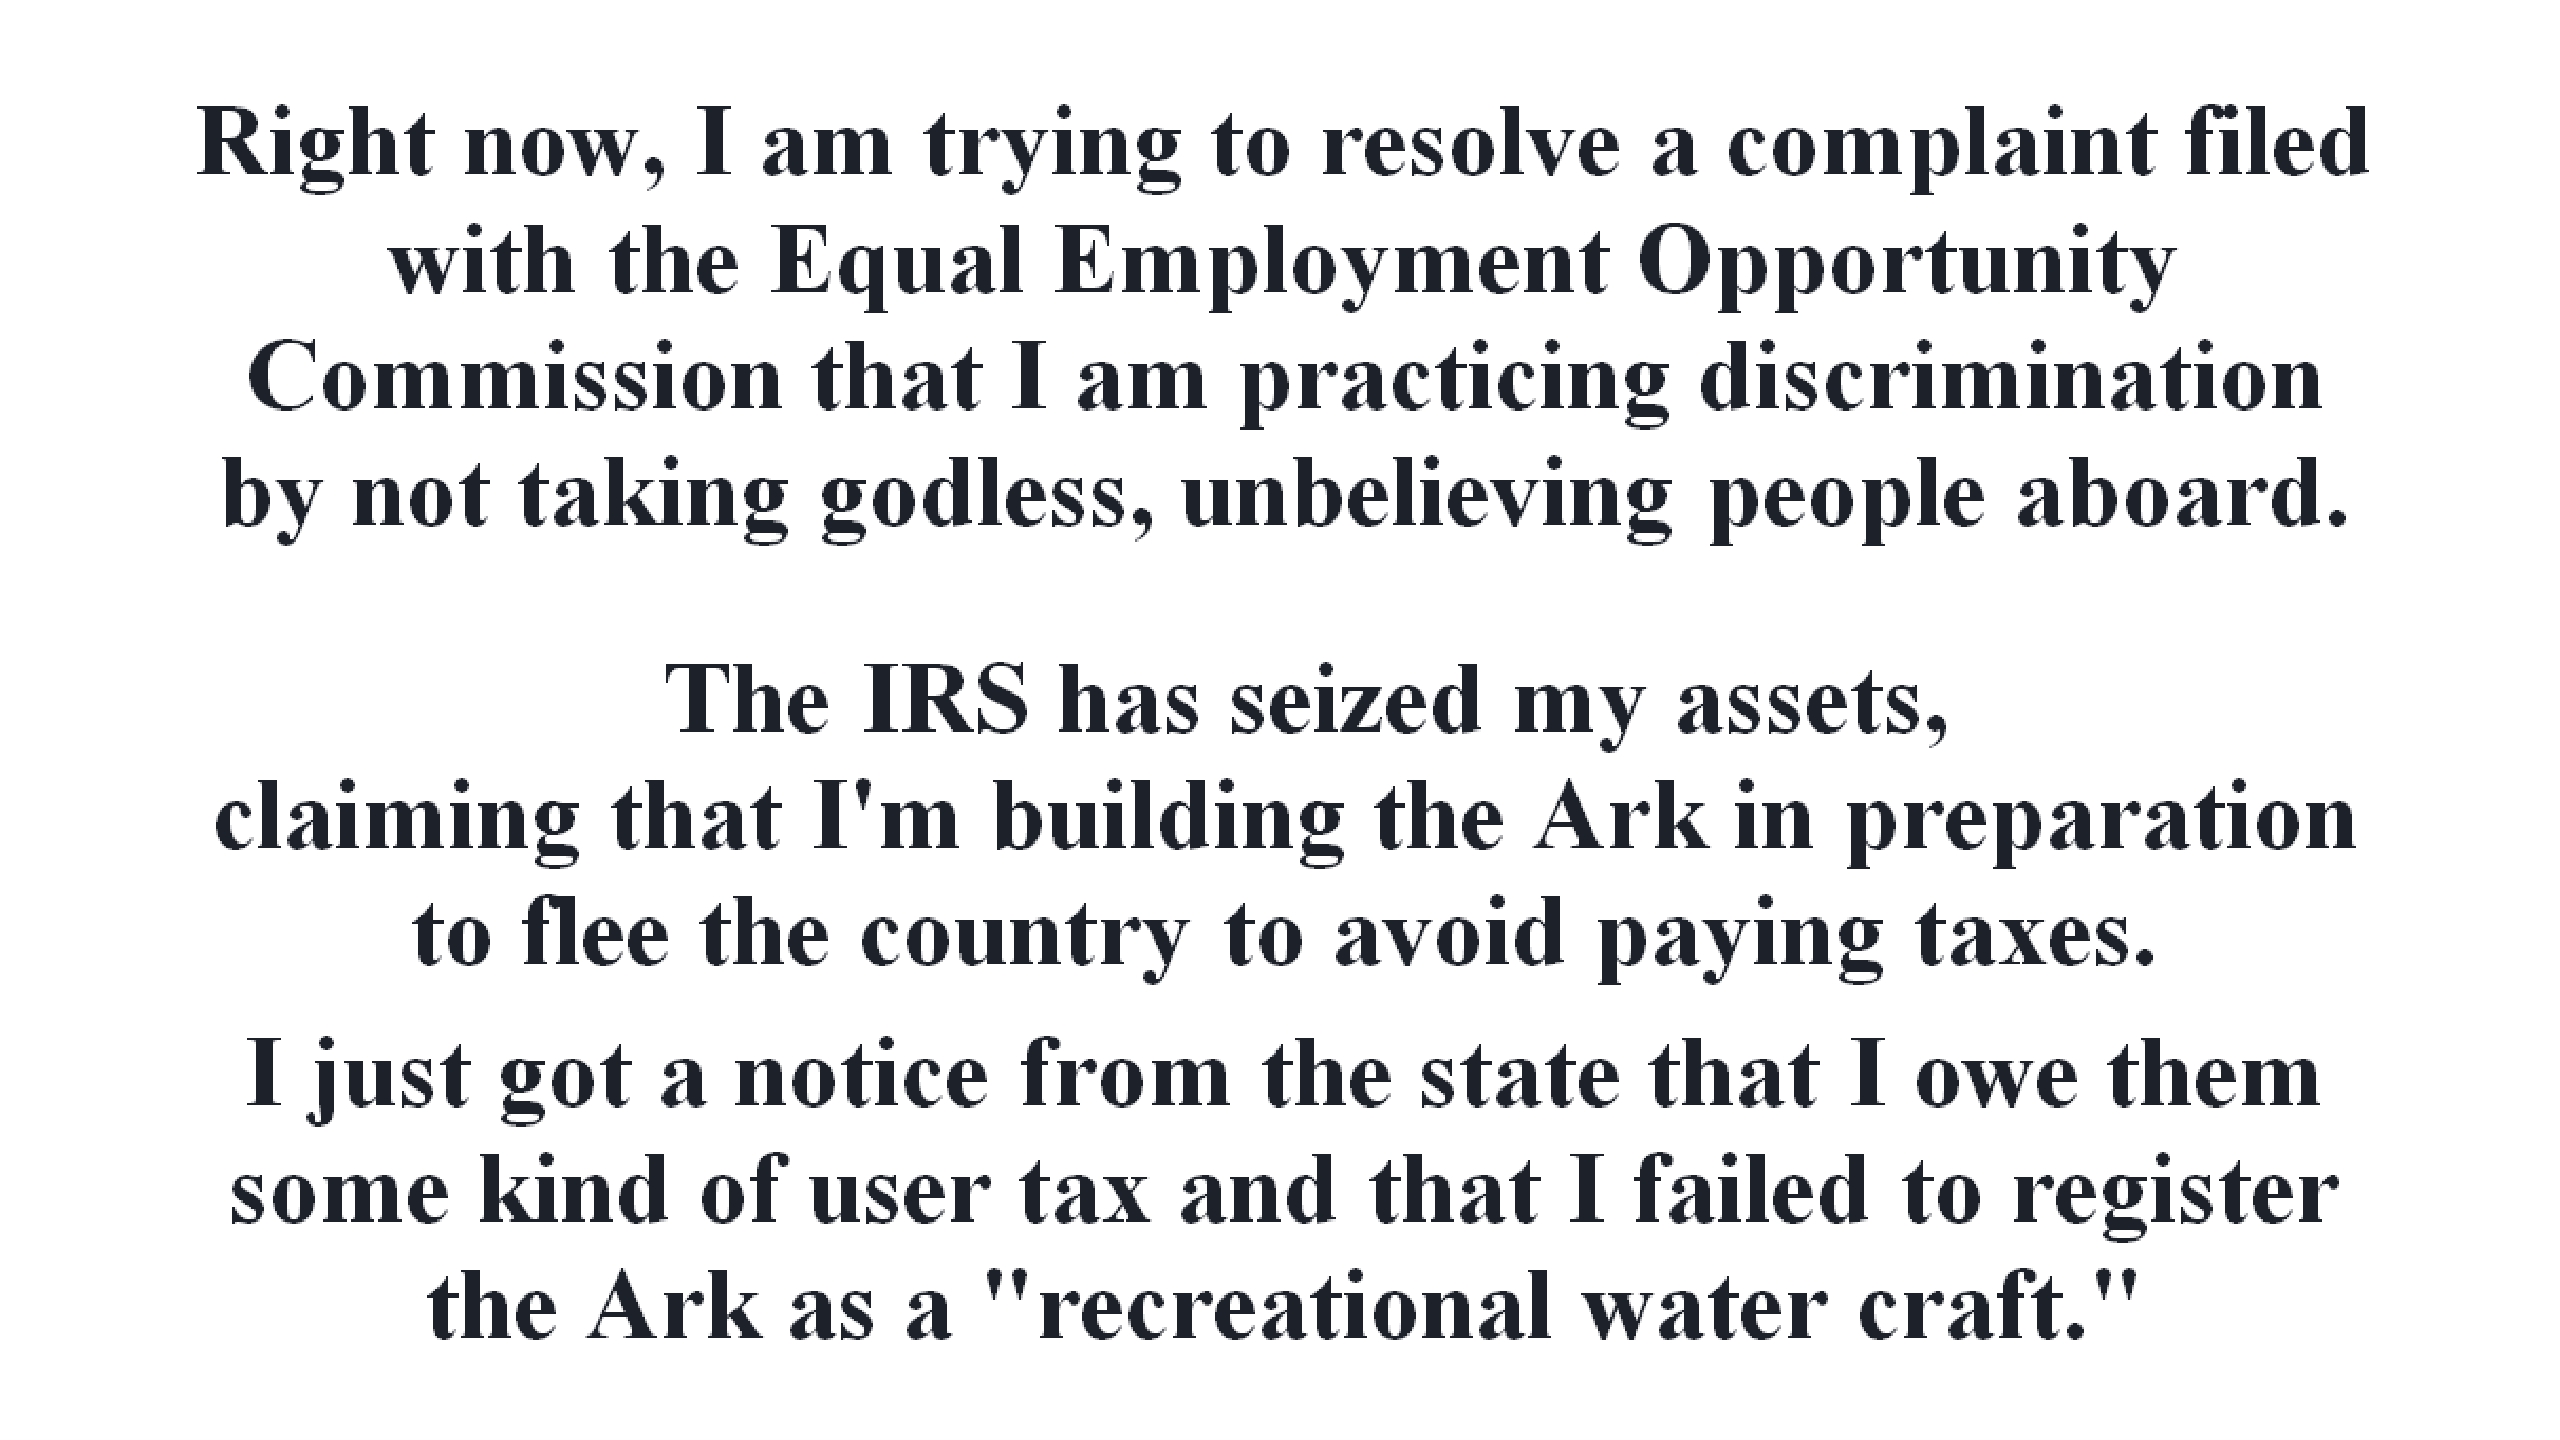 Right now, I am trying to resolve a complaint filed
with the Equal Employment Opportunity
Commission that I am practicing discrimination
by not taking godless, unbelieving people aboard.
The IRS has seized my assets,
claiming that I'm building the Ark in preparation
to flee the country to avoid paying taxes.
I just got a notice from the state that I owe them
some kind of user tax and that I failed to register
the Ark as a "recreational water craft."